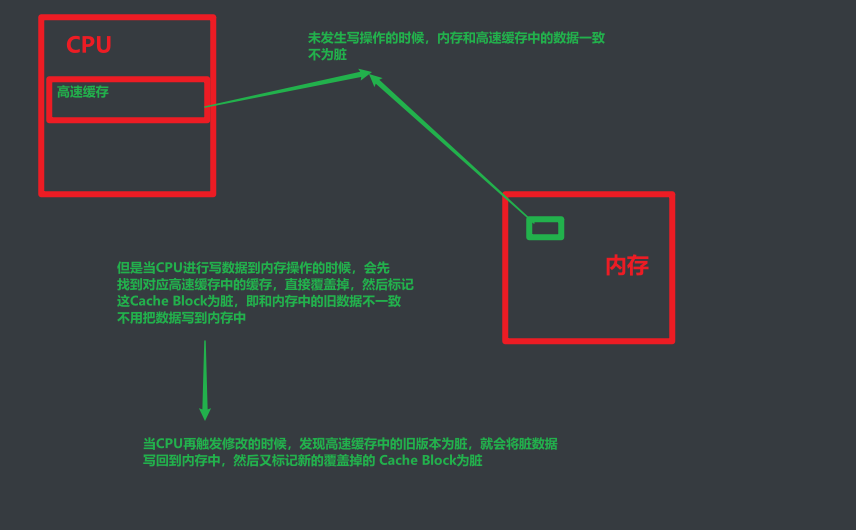 CPU
高速缓存
未发生写操作的时候，内存和高速缓存中的数据一致
不为脏
内存
但是当CPU进行写数据到内存操作的时候，会先
找到对应高速缓存中的缓存，直接覆盖掉，然后标记
这Cache Block为脏，即和内存中的旧数据不一致
不用把数据写到内存中
当CPU再触发修改的时候，发现高速缓存中的旧版本为脏，就会将脏数据
写回到内存中，然后又标记新的覆盖掉的 Cache Block为脏